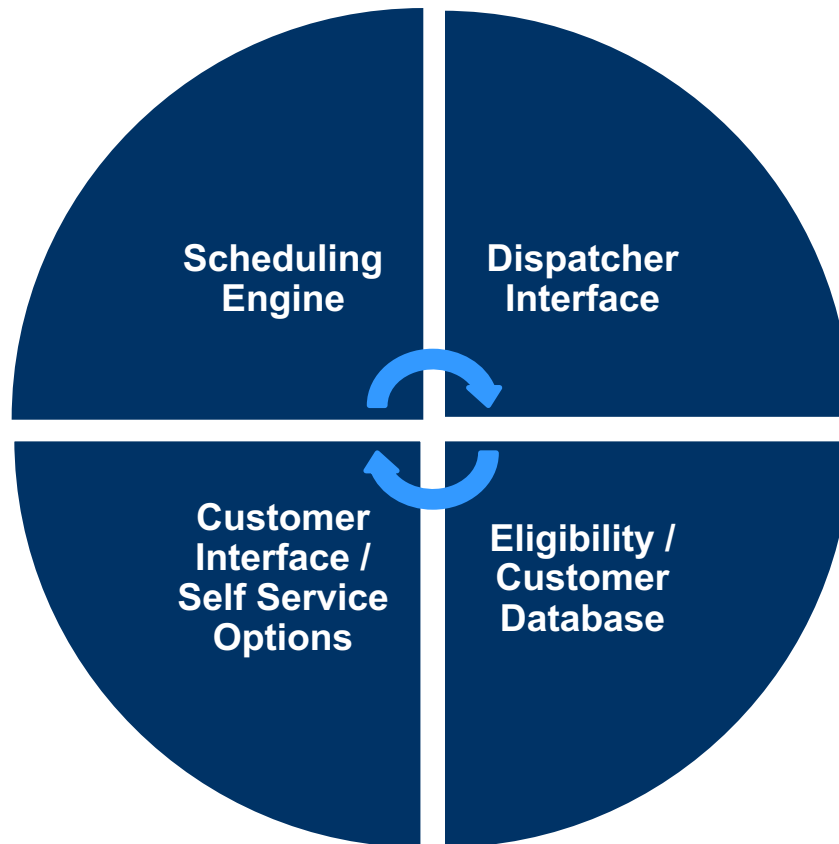 Scheduling
Engine
Dispatcher
Interface
Customer
Interface /
Self Service
Options
Eligibility /
Customer
Database